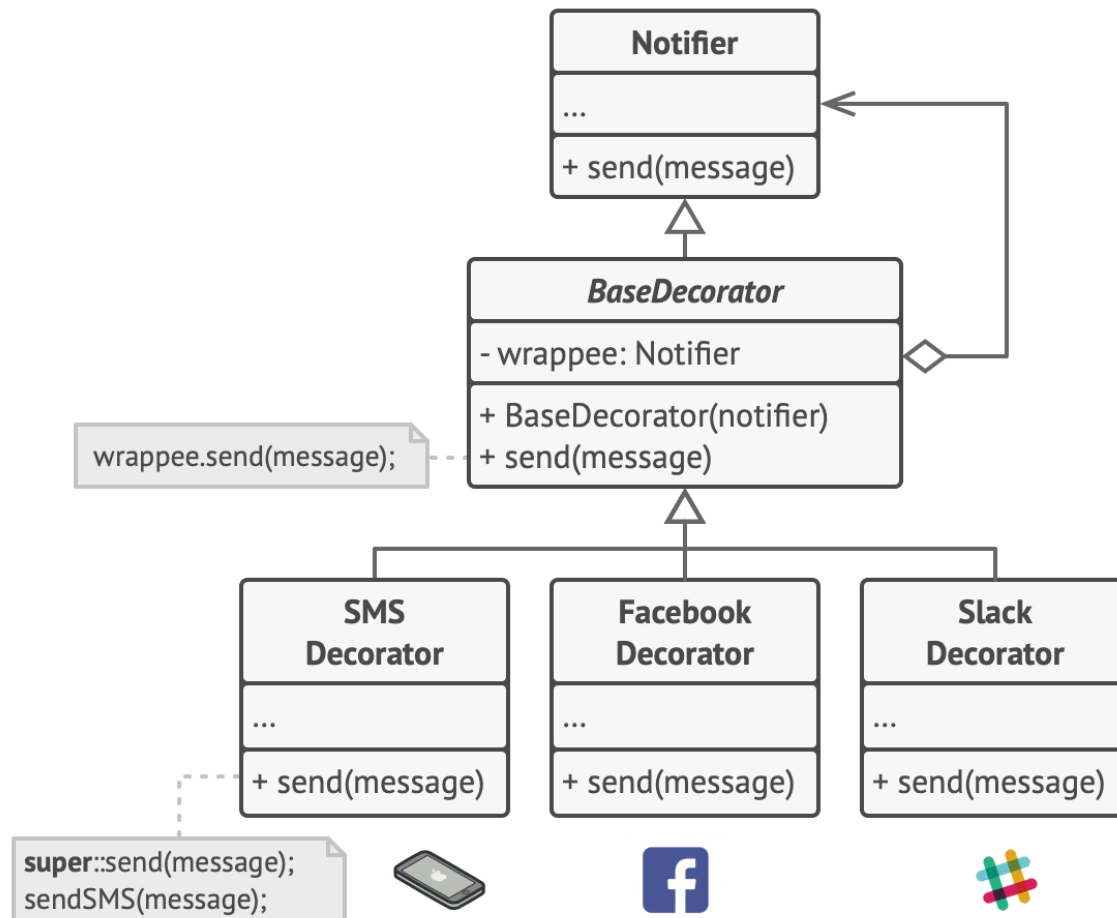 Notifier
...
+ send(message)
BaseDecorator
- wrappee: Notifier
+ BaseDecorator(notifier)
+ send(message)
wrappee.send(message);
SMS
Decorator
...
+ send(message)
Facebook
Decorator
...
+ send(message)
Slack
Decorator
...
+ send(message)
super::send(message);
sendSMS(message);